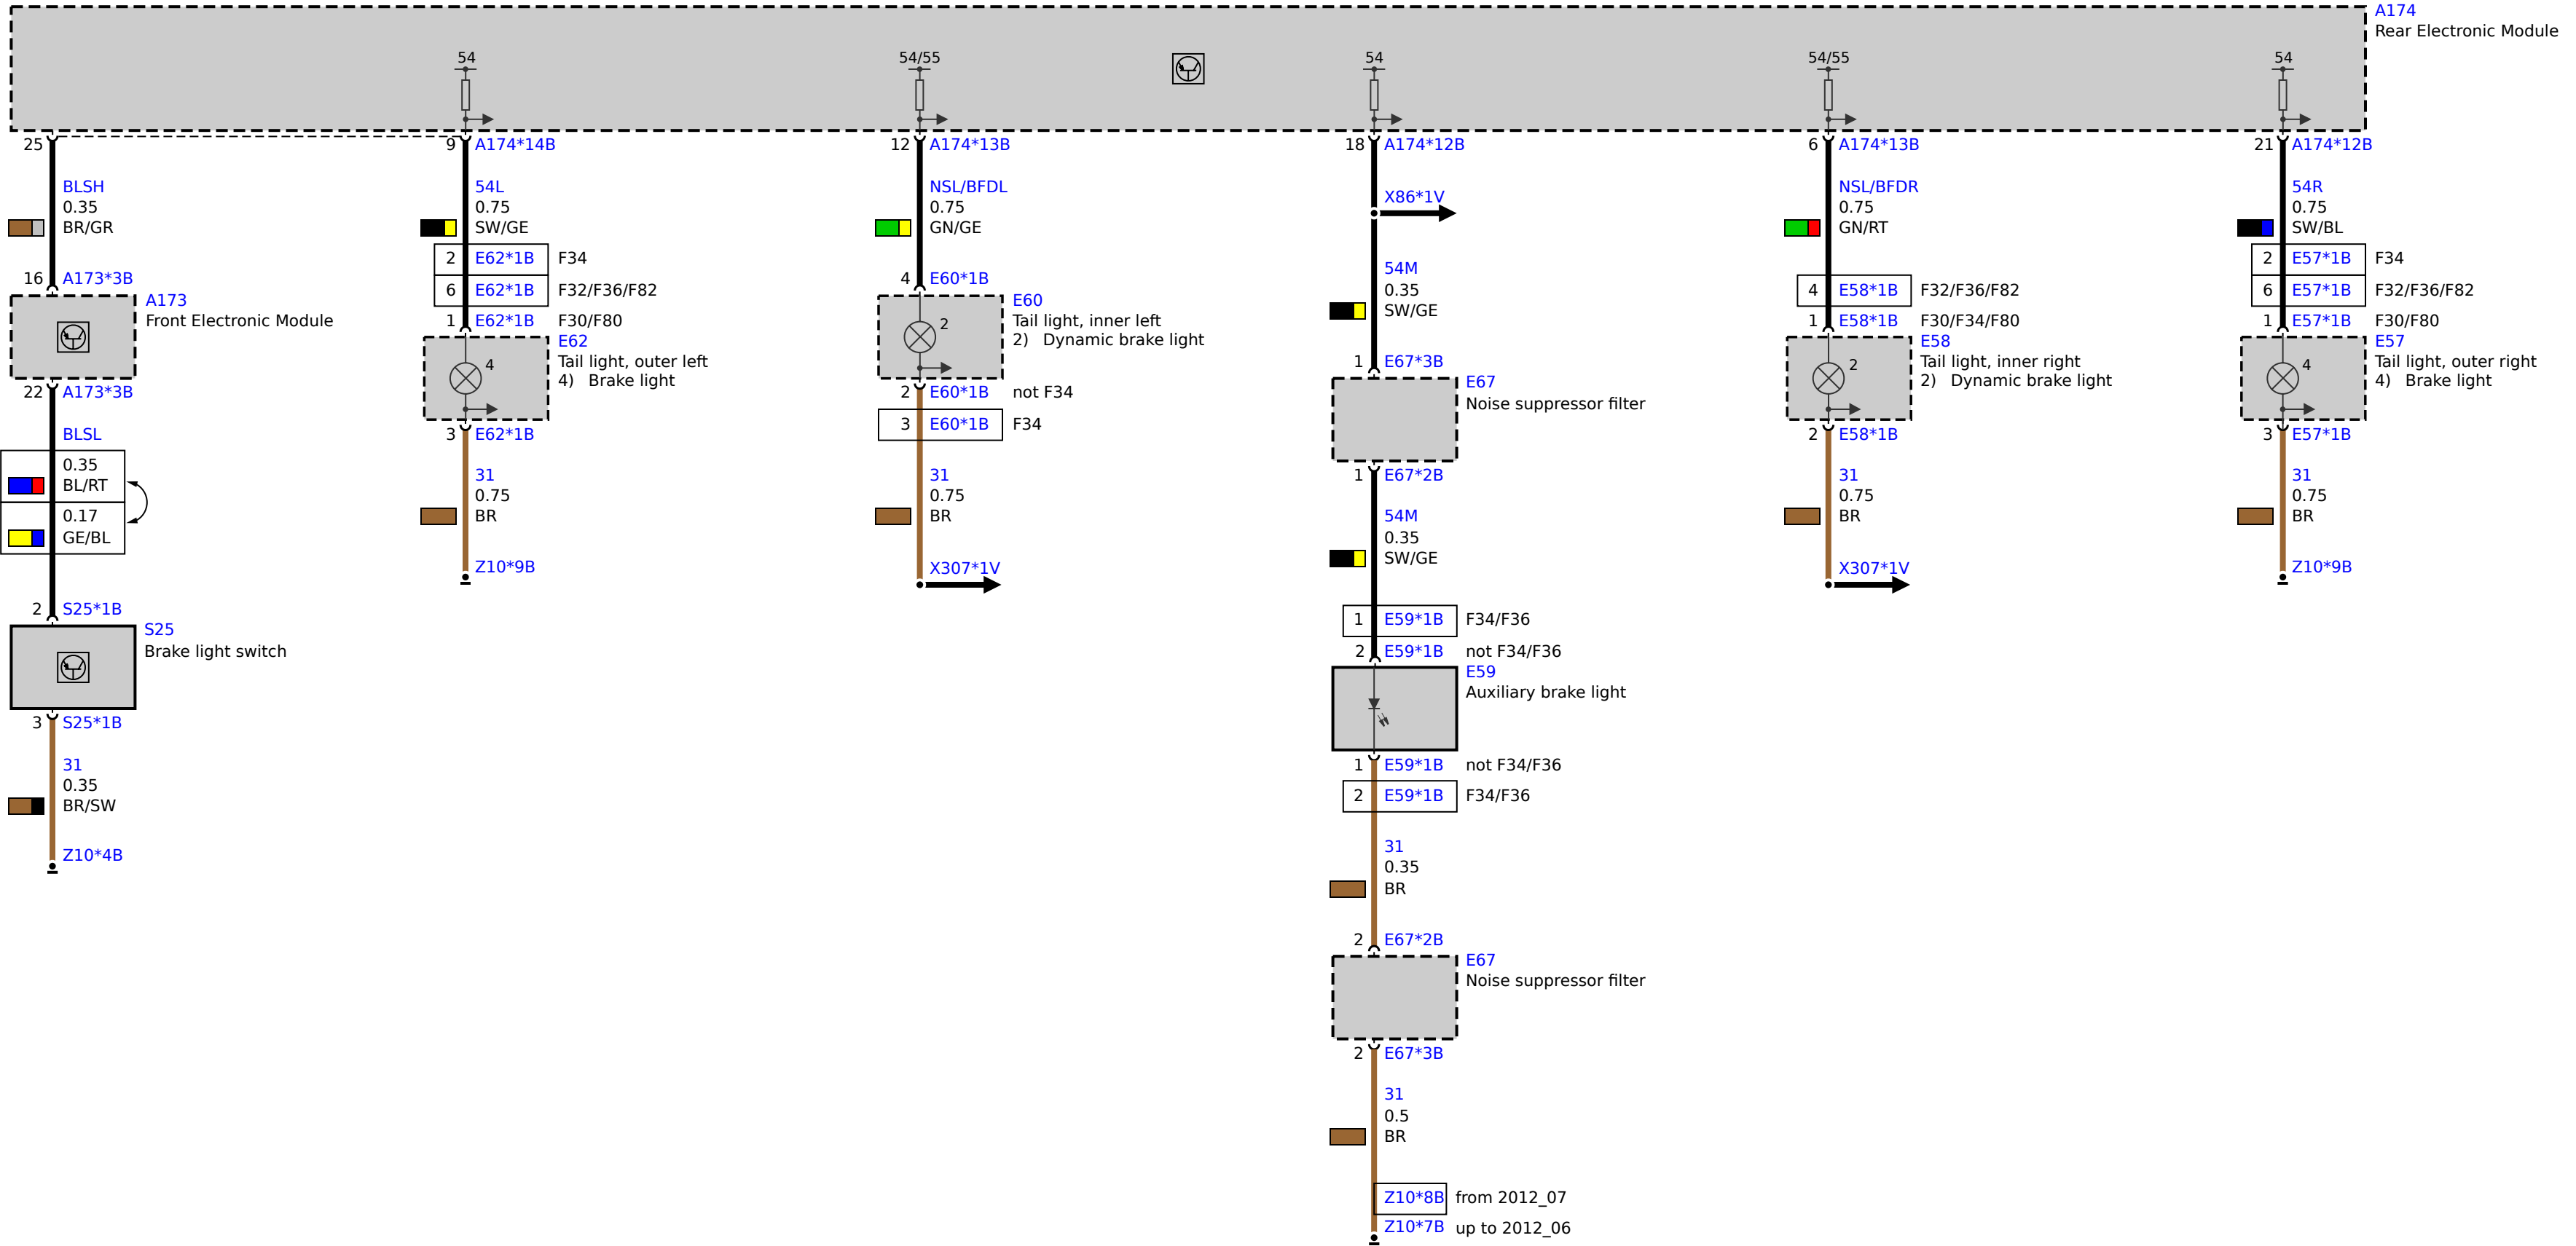 A174
Rear Electronic Module
54
54/55
54
54/55
54
25
BLSH
0.35
BR/GR
16 A173*3B
A173
Front Electronic Module
22 A173*3B
BLSL
0.35
BL/RT
0.17
GE/BL
2 S25*1B
S25
Brake light switch
3 S25*1B
31
0.35
BR/SW
Z10*4B
9 A174*14B
54L
0.75
SW/GE
2 E62*1B F34
6 E62*1B F32/F36/F82
1 E62*1B F30/F80
E62
Tail light, outer left
4) Brake light
4
3 E62*1B
31
0.75
BR
Z10*9B
12 A174*13B
NSL/BFDL
0.75
GN/GE
4 E60*1B
E60
Tail light, inner left
2) Dynamic brake light
2
2 E60*1B not F34
3 E60*1B F34
31
0.75
BR
X307*1V
18 A174*12B
X86*1V
54M
0.35
SW/GE
1 E67*3B
E67
Noise suppressor filter
1 E67*2B
54M
0.35
SW/GE
1 E59*1B F34/F36
2 E59*1B not F34/F36
E59
Auxiliary brake light
1 E59*1B not F34/F36
2 E59*1B F34/F36
31
0.35
BR
2 E67*2B
E67
Noise suppressor filter
2 E67*3B
31
0.5
BR
Z10*8B from 2012_07
Z10*7B up to 2012_06
6 A174*13B
NSL/BFDR
0.75
GN/RT
4 E58*1B F32/F36/F82
1 E58*1B F30/F34/F80
E58
Tail light, inner right
2) Dynamic brake light
2
2 E58*1B
31
0.75
BR
X307*1V
21 A174*12B
54R
0.75
SW/BL
2 E57*1B F34
6 E57*1B F32/F36/F82
1 E57*1B F30/F80
E57
Tail light, outer right
4) Brake light
4
3 E57*1B
31
0.75
BR
Z10*9B